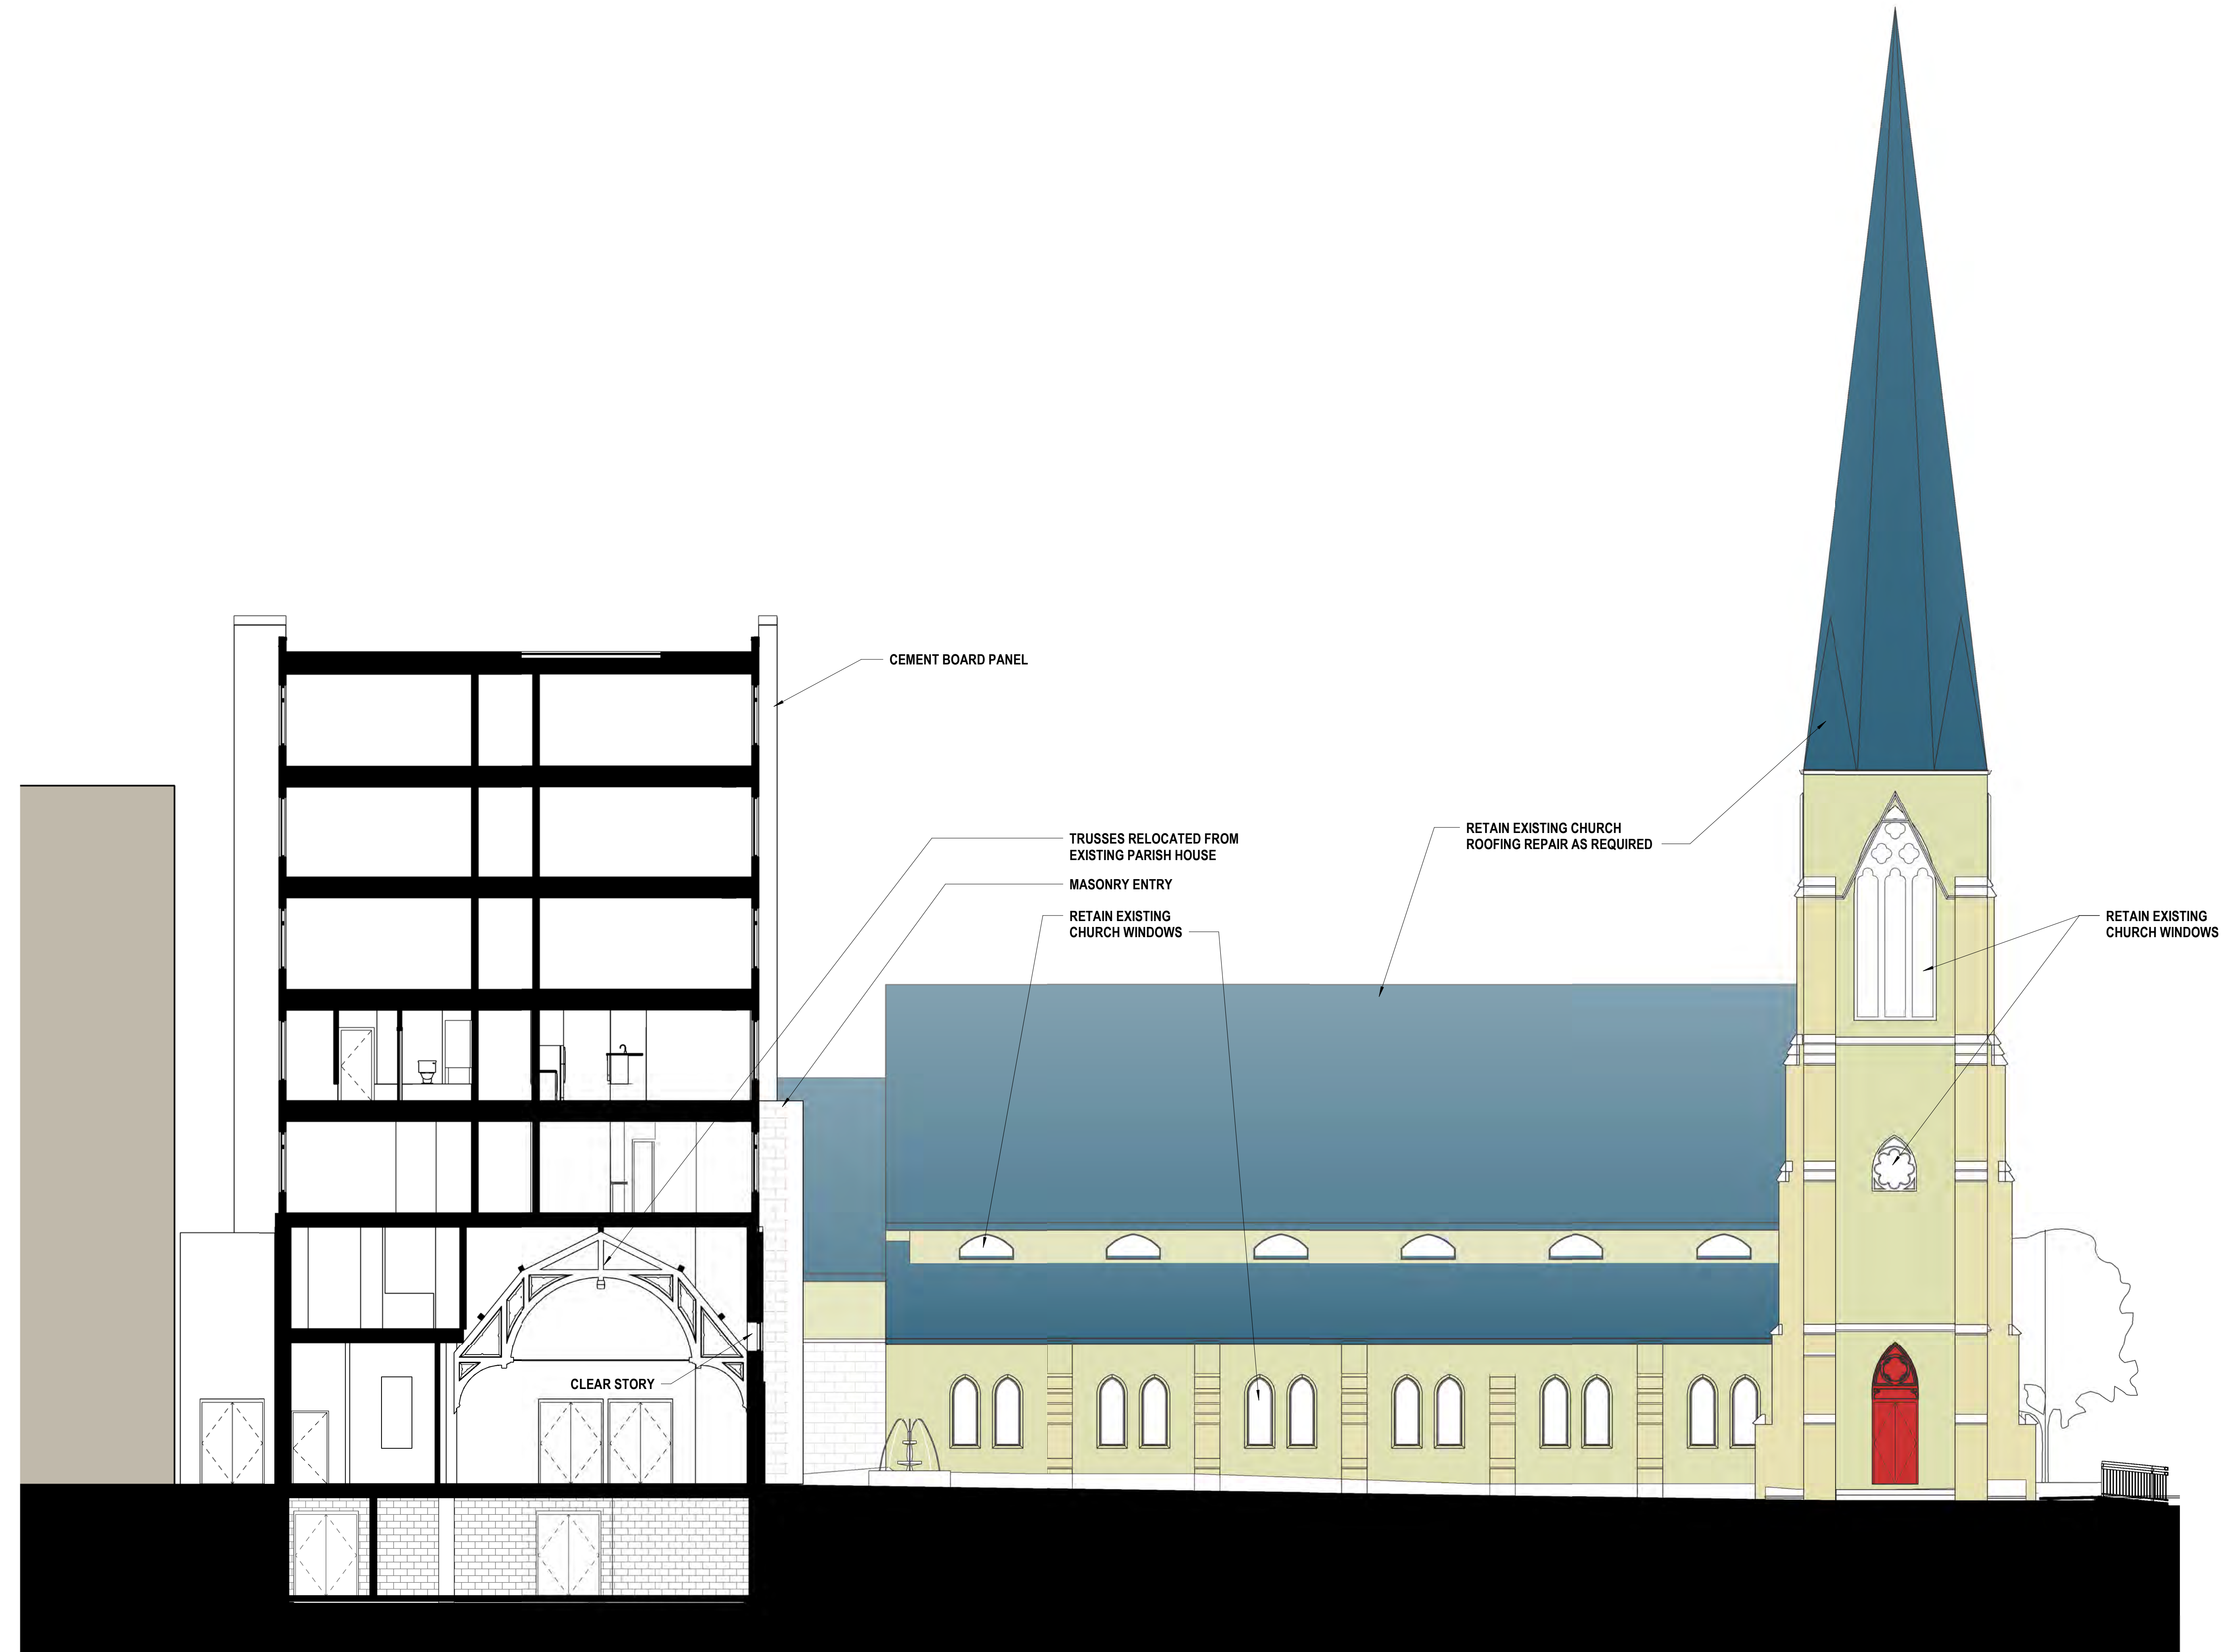 CEMENT BOARD PANEL
TRUSSES RELOCATED FROM
EXISTING PARISH HOUSE
MASONRY ENTRY
RETAIN EXISTING
CHURCH WINDOWS
RETAIN EXISTING CHURCH
ROOFING REPAIR AS REQUIRED
RETAIN EXISTING
CHURCH WINDOWS
CLEAR STORY